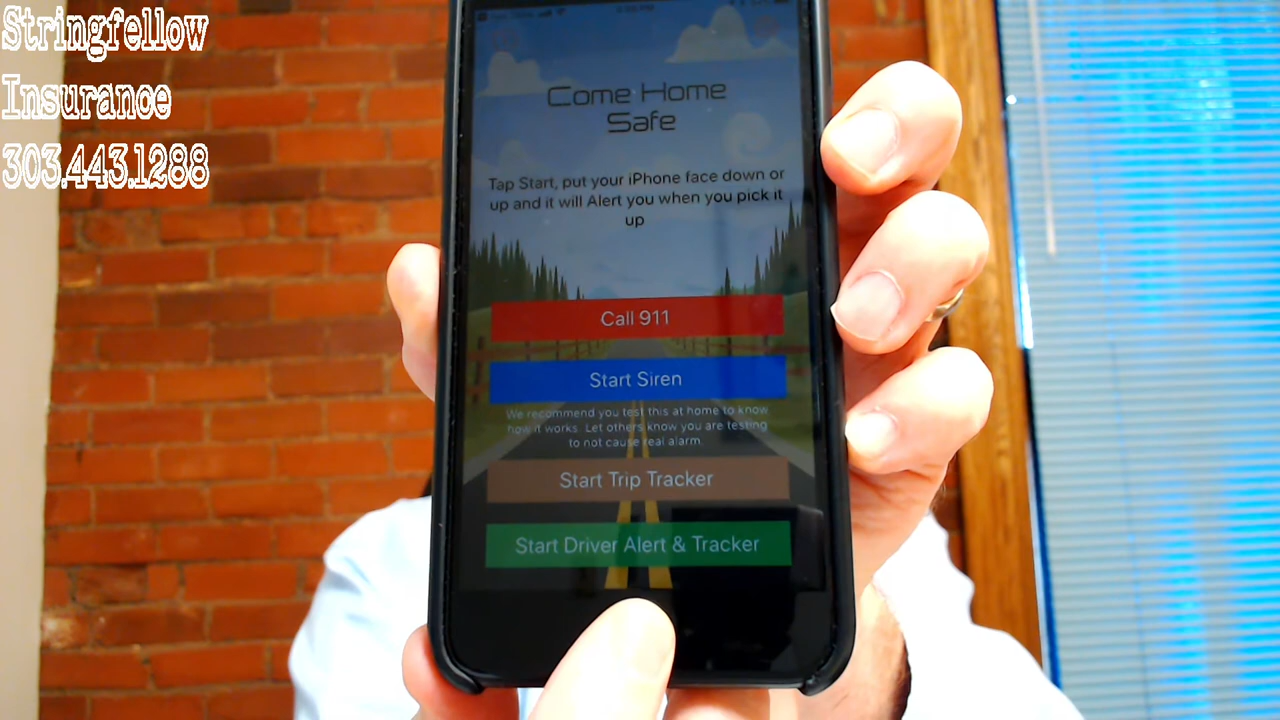 Stringfellow
Insurance
303.443.1288
Come Home
Safe
Tap Start, put your iPhone face down or
up and it will Alert you when you pick it
up
Call 911
Start Siren
We recommend you test this at home to know
how it works. Let others know you are testing
to not cause real alarm.
Start Trip Tracker
Start Driver Alert & Tracker